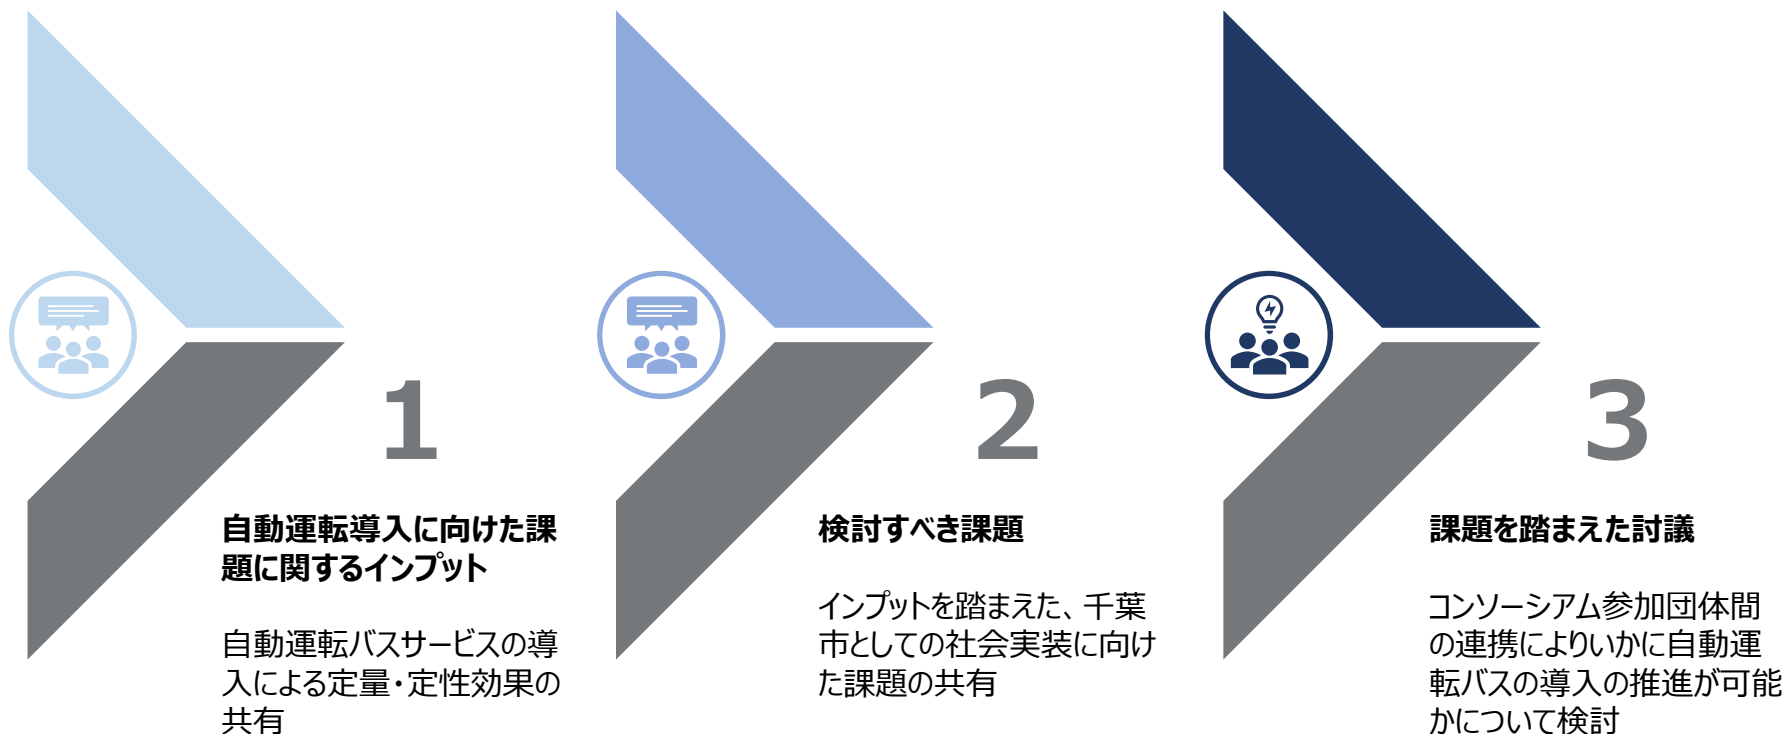 1
自動運転導入に向けた課
題に関するインプット
自動運転バスサービスの導
入による定量・定性効果の
共有
2
検討すべき課題
インプットを踏まえた、千葉
市としての社会実装に向け
た課題の共有
3
課題を踏まえた討議
コンソーシアム参加団体間
の連携によりいかに自動運
転バスの導入の推進が可能
かについて検討